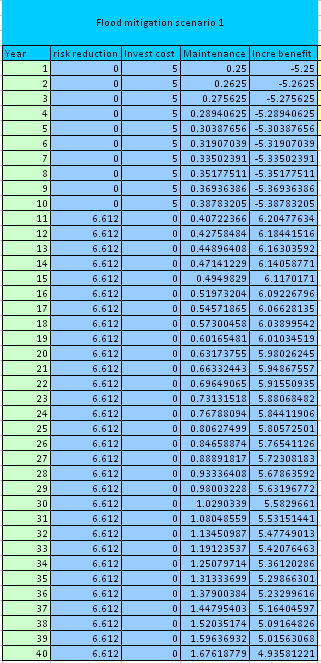 Flood mitigation scenario 1
Year risk reduction Invest cost Maintenance Incre benefit
1 0 5 0.25 -5.25
2 0 5 0.2625 -5.2625
3 0 5 0.275625 -5.275625
4 0 5 0.28940625 -5.28940625
5 0 5 0.30387656 -5.30387656
6 0 5 0.31907039 -5.31907039
7 0 5 0.33502391 -5.33502391
8 0 5 0.35177511 -5.35177511
9 0 5 0.36936386 -5.36936386
10 0 5 0.38783205 -5.38783205
11 6.612 0 0.40722366 6.20477634
12 6.612 0 0.42758484 6.18441516
13 6.612 0 0.44896408 6.16303592
14 6.612 0 0.47141229 6.14058771
15 6.612 0 0.4949829 6.1170171
16 6.612 0 0.51973204 6.09226796
17 6.612 0 0.54571865 6.06628135
18 6.612 0 0.57300458 6.03899542
19 6.612 0 0.60165481 6.01034519
20 6.612 0 0.63173755 5.98026245
21 6.612 0 0.66332443 5.94867557
22 6.612 0 0.69649065 5.91550935
23 6.612 0 0.73131518 5.88068482
24 6.612 0 0.76788094 5.84411906
25 6.612 0 0.80627499 5.80572501
26 6.612 0 0.84658874 5.76541126
27 6.612 0 0.88891817 5.72308183
28 6.612 0 0.93336408 5.67863592
29 6.612 0 0.98003228 5.63196772
30 6.612 0 1.0290339 5.5829661
31 6.612 0 1.08048559 5.53151441
32 6.612 0 1.13450987 5.47749013
33 6.612 0 1.19123537 5.42076463
34 6.612 0 1.25079714 5.36120286
35 6.612 0 1.31333699 5.29866301
36 6.612 0 1.37900384 5.23299616
37 6.612 0 1.44795403 5.16404597
38 6.612 0 1.52035174 5.09164826
39 6.612 0 1.59636932 5.01563068
40 6.612 0 1.67618779 4.93581221